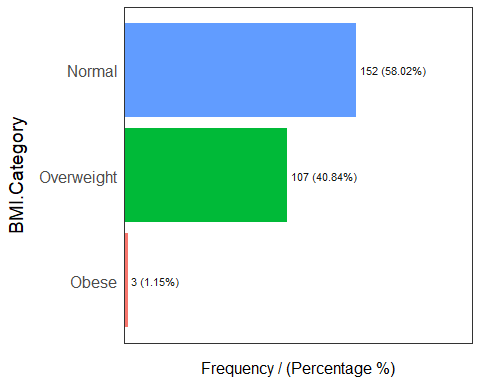 BMI.Category
Normal
152 (58.02%)
Overweight
107 (40.84%)
Obese
3 (1.15%)
Frequency / (Percentage %)